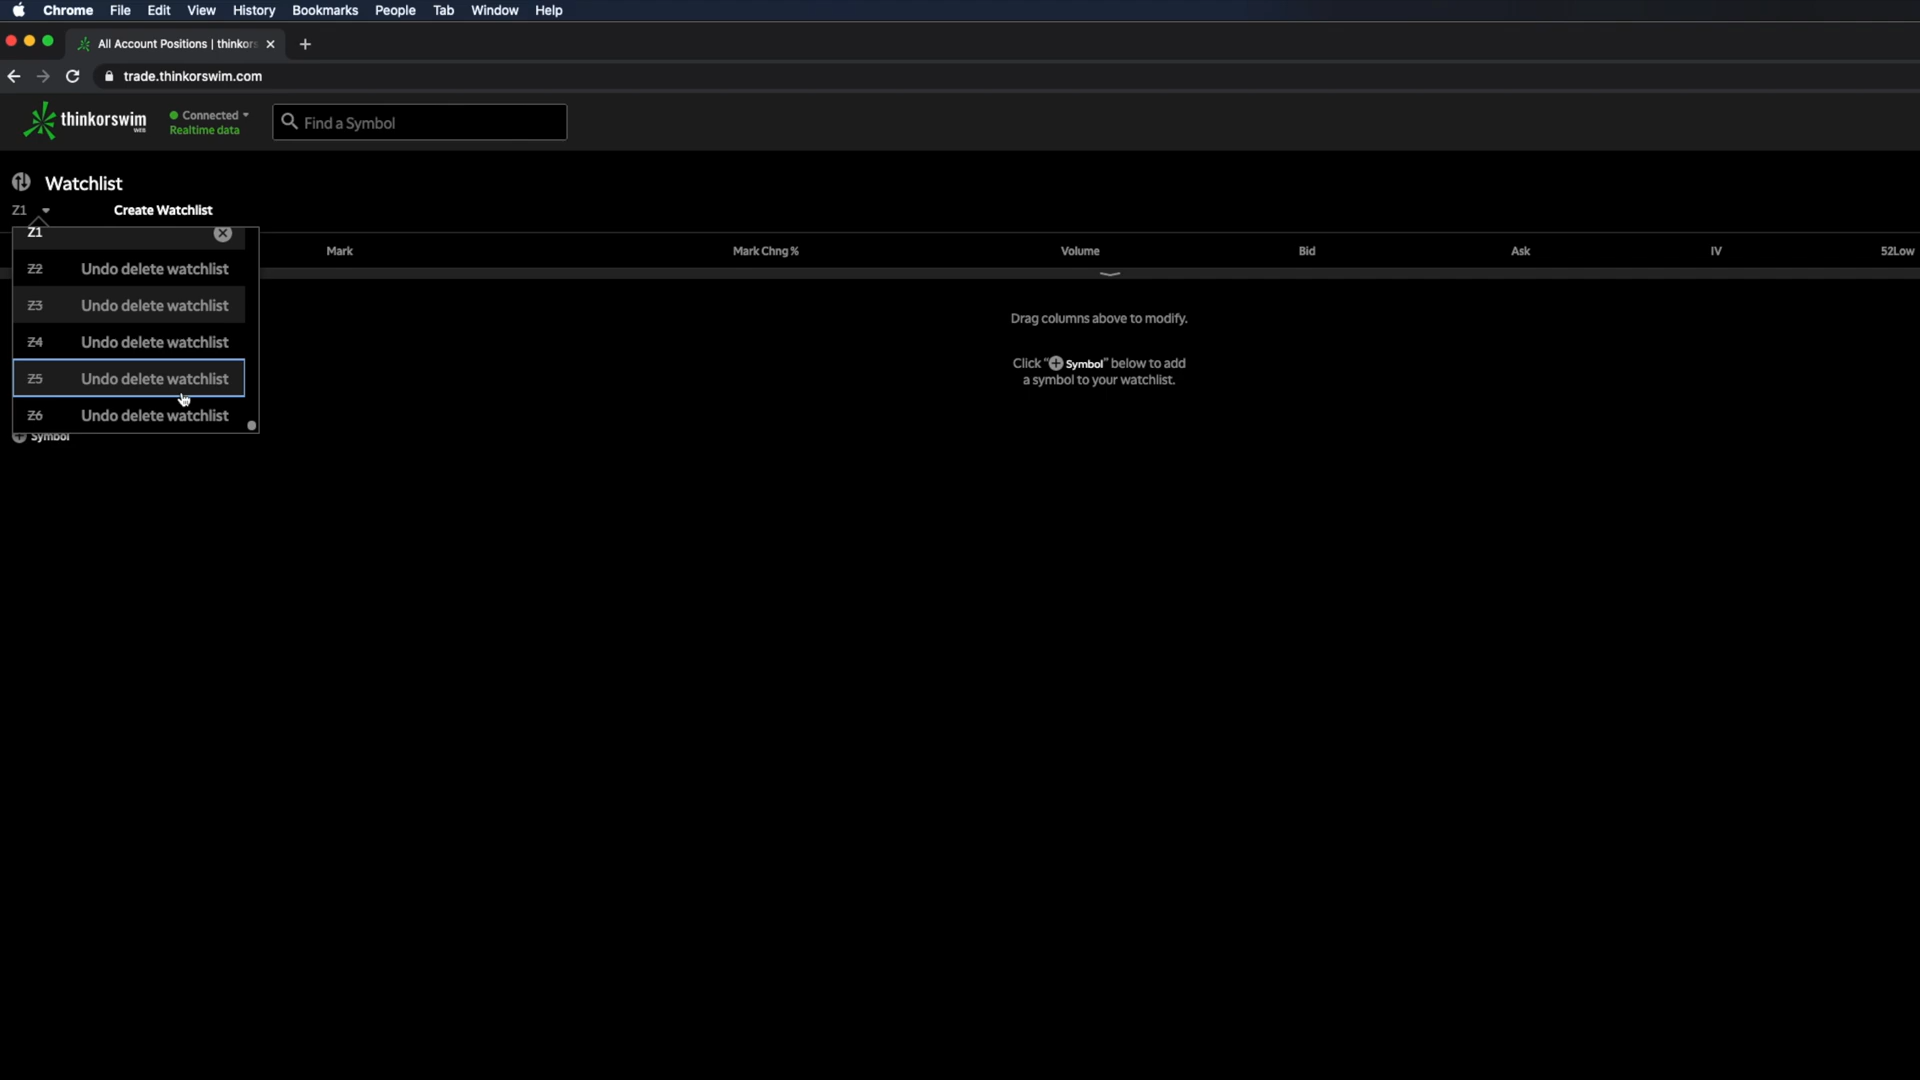 Chrome File Edit View History Bookmarks People Tab Window Help
All Account Positions | thinkors
trade.thinkorswim.com
thinkorswim
WEB
Connected
Realtime data
Find a Symbol
Watchlist
Z1
Create Watchlist
Z1
Mark Mark Chng % Volume Bid Ask IV 52Low
Z2 Undo delete watchlist
Z3 Undo delete watchlist
Z4 Undo delete watchlist
Z5 Undo delete watchlist
Z6 Undo delete watchlist
Symbol
Drag columns above to modify.
Click "Symbol" below to add
a symbol to your watchlist.